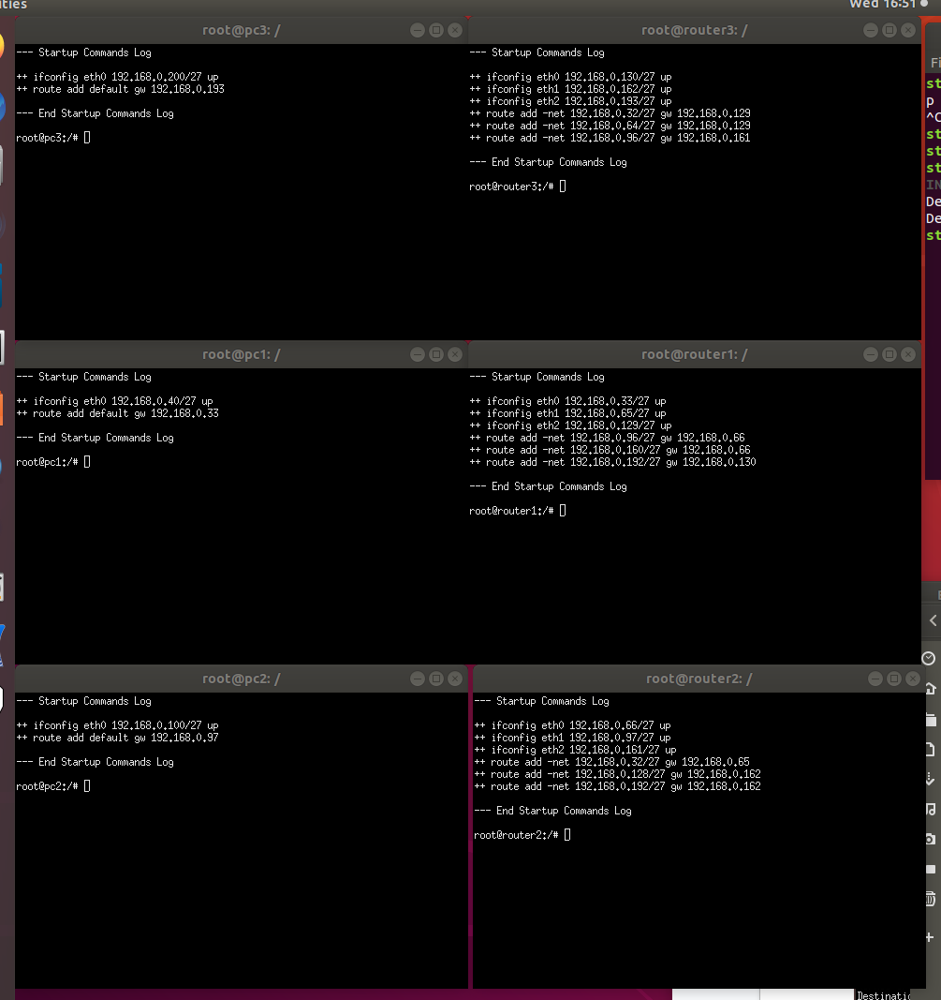 ities
Wed 16:51
root@pc3: /
--- Startup Commands Log
++ ifconfig eth0 192.168.0.200/27 up
++ route add default gw 192.168.0.193
--- End Startup Commands Log
root@pc3:/#
root@router3: /
--- Startup Commands Log
++ ifconfig eth0 192.168.0.130/27 up
++ ifconfig eth1 192.168.0.162/27 up
++ ifconfig eth2 192.168.0.193/27 up
++ route add -net 192.168.0.32/27 gw 192.168.0.129
++ route add -net 192.168.0.64/27 gw 192.168.0.129
++ route add -net 192.168.0.96/27 gw 192.168.0.161
--- End Startup Commands Log
root@router3:/#
Fi
st
p
^C
st
st
st
IN
De
De
st
root@pc1: /
--- Startup Commands Log
++ ifconfig eth0 192.168.0.40/27 up
++ route add default gw 192.168.0.33
--- End Startup Commands Log
root@pc1:/#
root@router1: /
--- Startup Commands Log
++ ifconfig eth0 192.168.0.33/27 up
++ ifconfig eth1 192.168.0.65/27 up
++ ifconfig eth2 192.168.0.129/27 up
++ route add -net 192.168.0.96/27 gw 192.168.0.66
++ route add -net 192.168.0.160/27 gw 192.168.0.66
++ route add -net 192.168.0.192/27 gw 192.168.0.130
--- End Startup Commands Log
root@router1:/#
root@pc2: /
--- Startup Commands Log
++ ifconfig eth0 192.168.0.100/27 up
++ route add default gw 192.168.0.97
--- End Startup Commands Log
root@pc2:/#
root@router2: /
--- Startup Commands Log
++ ifconfig eth0 192.168.0.66/27 up
++ ifconfig eth1 192.168.0.97/27 up
++ ifconfig eth2 192.168.0.161/27 up
++ route add -net 192.168.0.32/27 gw 192.168.0.65
++ route add -net 192.168.0.128/27 gw 192.168.0.162
++ route add -net 192.168.0.192/27 gw 192.168.0.162
--- End Startup Commands Log
root@router2:/#
Destinatio